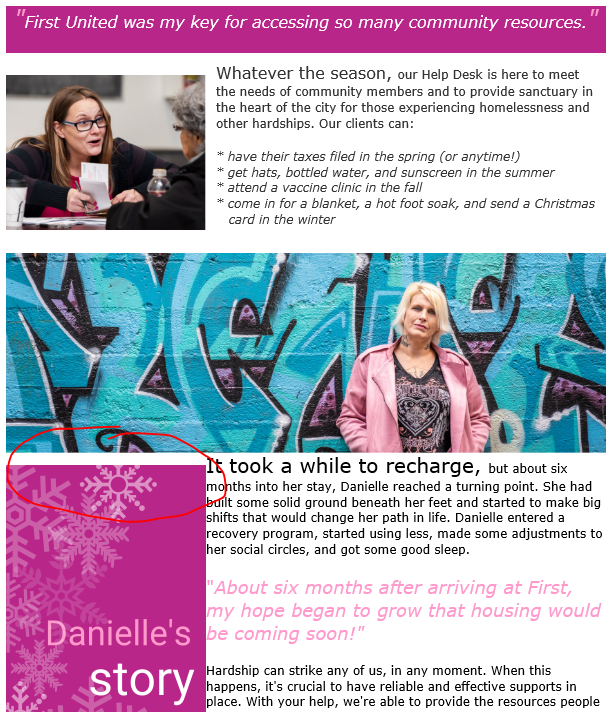 "First United was my key for accessing so many community resources."
Whatever the season, our Help Desk is here to meet
the needs of community members and to provide sanctuary in
the heart of the city for those experiencing homelessness and
other hardships. Our clients can:
* have their taxes filed in the spring (or anytime!)
* get hats, bottled water, and sunscreen in the summer
* attend a vaccine clinic in the fall
* come in for a blanket, a hot foot soak, and send a Christmas
card in the winter
It took a while to recharge, but about six
months into her stay, Danielle reached a turning point. She had
built some solid ground beneath her feet and started to make big
shifts that would change her path in life. Danielle entered a
recovery program, started using less, made some adjustments to
her social circles, and got some good sleep.
"About six months after arriving at First,
my hope began to grow that housing would
be coming soon!"
Danielle's
story
Hardship can strike any of us, in any moment. When this
happens, it's crucial to have reliable and effective supports in
place. With your help, we're able to provide the resources people